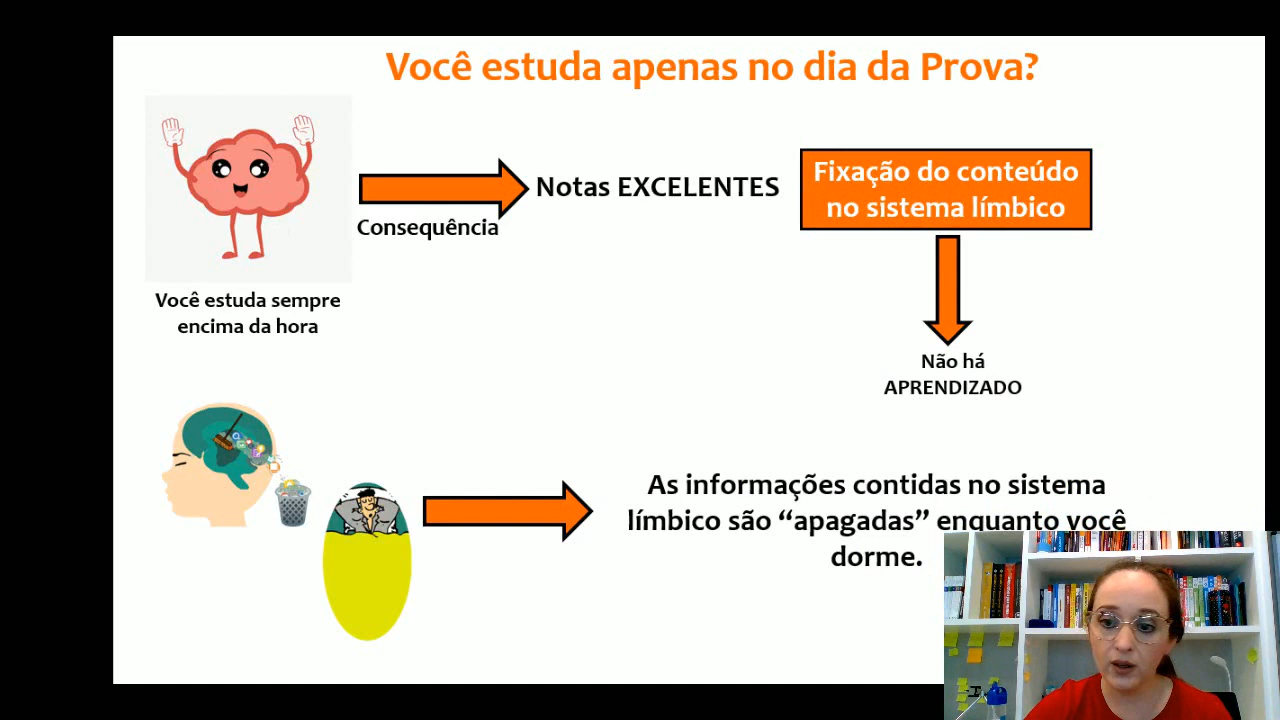 Você estuda apenas no dia da Prova?
Notas EXCELENTES
Consequência
Fixação do conteúdo
no sistema límbico
Você estuda sempre
encima da hora
Não há
APRENDIZADO
As informações contidas no sistema
límbico são “apagadas” enquanto você
dorme.